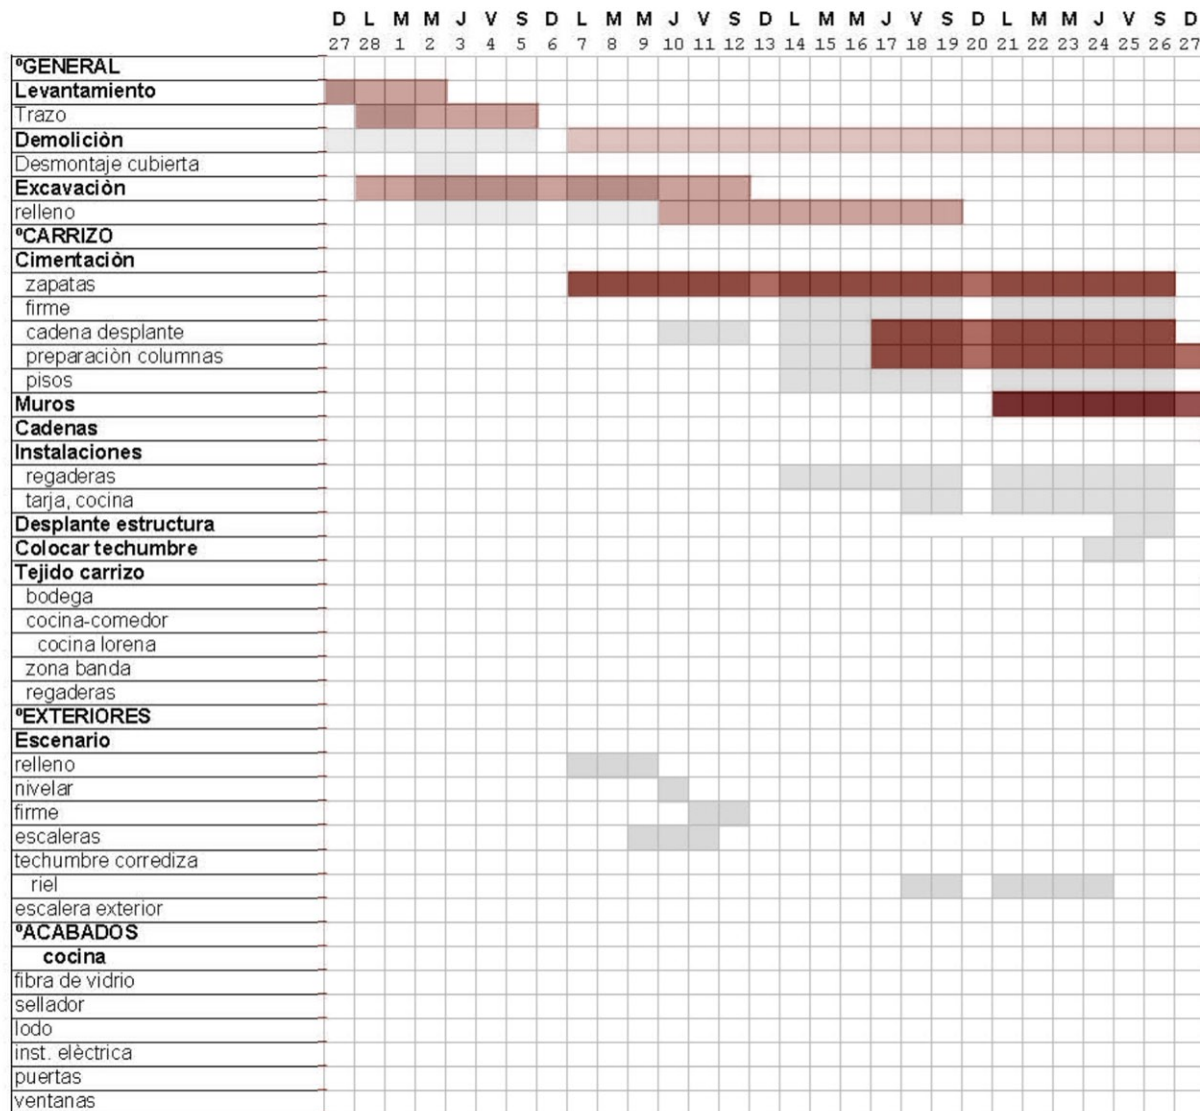 D L M M J V S D L M M J V S D L M M J V S D L M M J V S D
27 28 1 2 3 4 5 6 7 8 9 10 11 12 13 14 15 16 17 18 19 20 21 22 23 24 25 26 27
ºGENERAL
Levantamiento
Trazo
Demoliciòn
Desmontaje cubierta
Excavaciòn
relleno
ºCARRIZO
Cimentaciòn
zapatas
firme
cadena desplante
preparaciòn columnas
pisos
Muros
Cadenas
Instalaciones
regaderas
tarja, cocina
Desplante estructura
Colocar techumbre
Tejido carrizo
bodega
cocina-comedor
cocina lorena
zona banda
regaderas
ºEXTERIORES
Escenario
relleno
nivelar
firme
escaleras
techumbre corrediza
riel
escalera exterior
ºACABADOS
cocina
fibra de vidrio
sellador
lodo
inst. elèctrica
puertas
ventanas